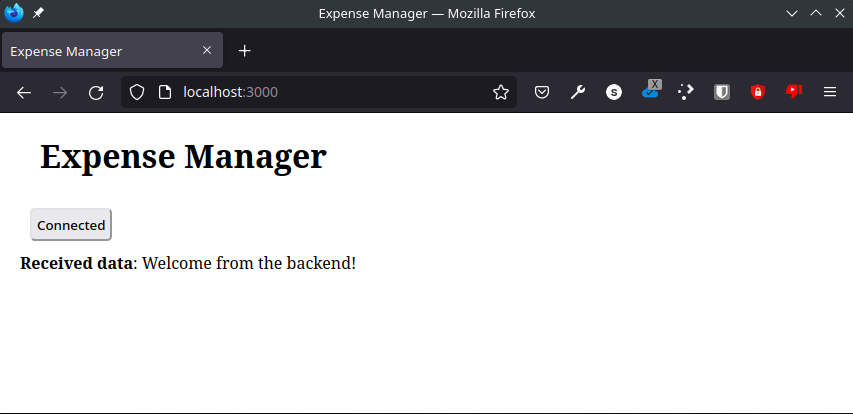 Expense Manager — Mozilla Firefox
Expense Manager
localhost:3000
S
X
Expense Manager
Connected
Received data: Welcome from the backend!